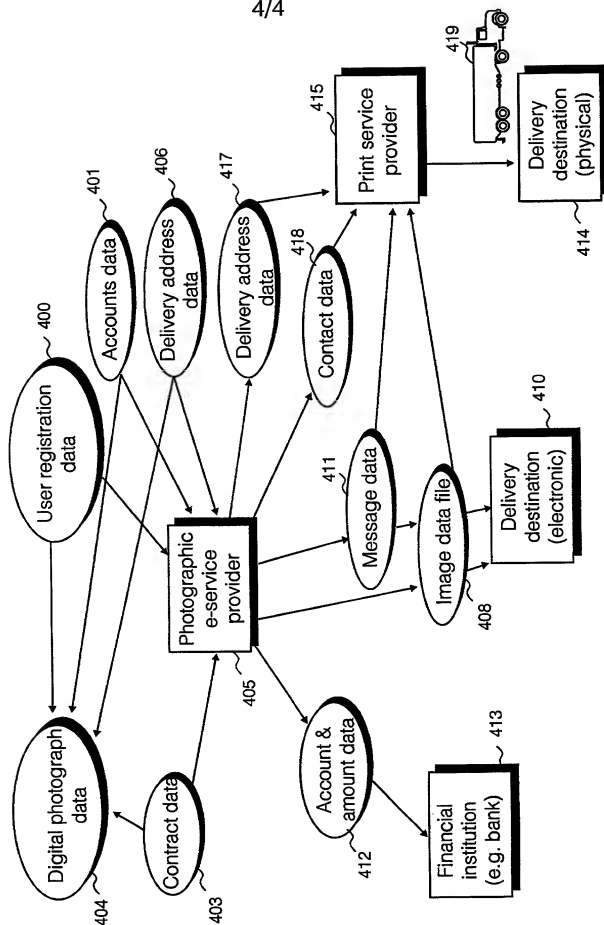 4/4
User registration
data
400
Accounts data
401
Delivery address
data
406
Delivery address
data
417
Contact data
418
Print service
provider
415
419
Delivery
destination
(physical)
414
Digital photograph
data
404
Contract data
403
Photographic
e-service
provider
405
Message data
411
Image data file
408
Delivery
destination
(electronic)
410
Account &
amount data
412
Financial
institution
(e.g. bank)
413